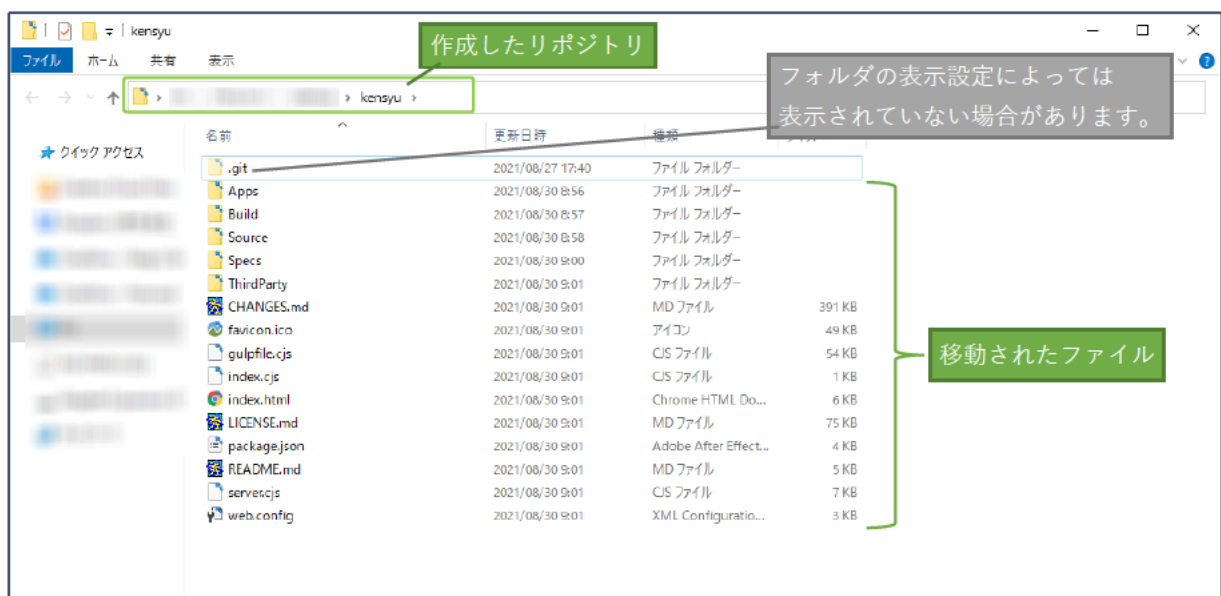 kensyu
ファイル ホーム 共有 表示
作成したリポジトリ
フォルダの表示設定によっては
表示されていない場合があります。
kensyu
名前 更新日時 種類
クイック アクセス
.git 2021/08/27 17:40 ファイル フォルダー
Apps 2021/08/30 8:56 ファイル フォルダー
Build 2021/08/30 8:57 ファイル フォルダー
Source 2021/08/30 8:58 ファイル フォルダー
Specs 2021/08/30 9:00 ファイル フォルダー
ThirdParty 2021/08/30 9:01 ファイル フォルダー
CHANGES.md 2021/08/30 9:01 MD ファイル 391 KB
favicon.ico 2021/08/30 9:01 アイコン 49 KB
gulpfile.cjs 2021/08/30 9:01 CJS ファイル 54 KB
index.cjs 2021/08/30 9:01 CJS ファイル 1 KB
index.html 2021/08/30 9:01 Chrome HTML Do... 6 KB
LICENSE.md 2021/08/30 9:01 MD ファイル 75 KB
package.json 2021/08/30 9:01 Adobe After Effect... 4 KB
README.md 2021/08/30 9:01 MD ファイル 5 KB
server.cjs 2021/08/30 9:01 CJS ファイル 7 KB
web.config 2021/08/30 9:01 XML Configuratio... 3 KB
移動されたファイル